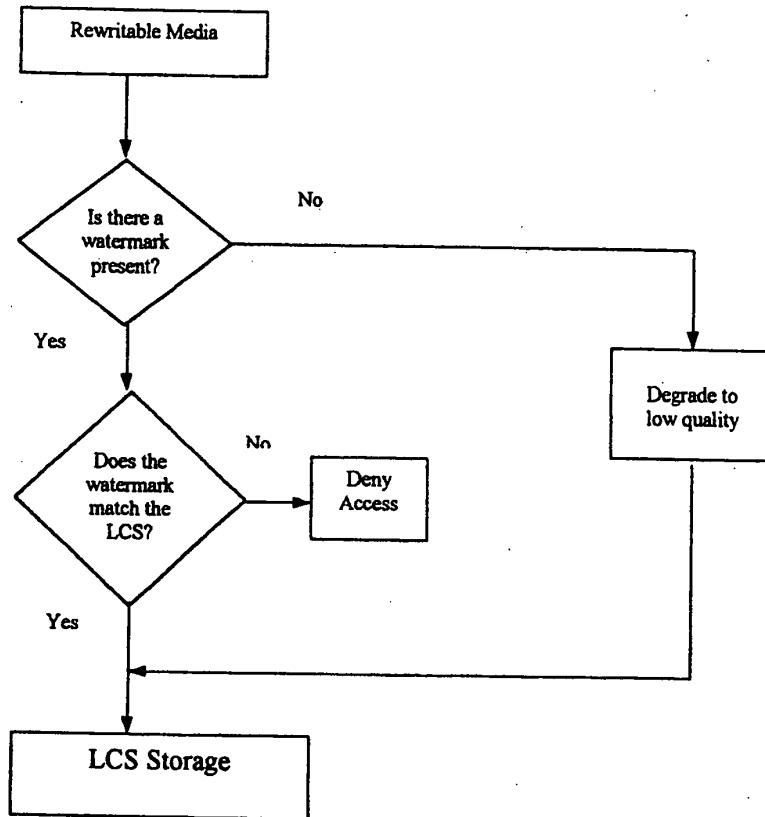 Rewritable Media
No
Is there a
watermark
present?
Yes
Degrade to
low quality
No
Does the
watermark
match the
LCS?
Deny
Access
Yes
LCS Storage